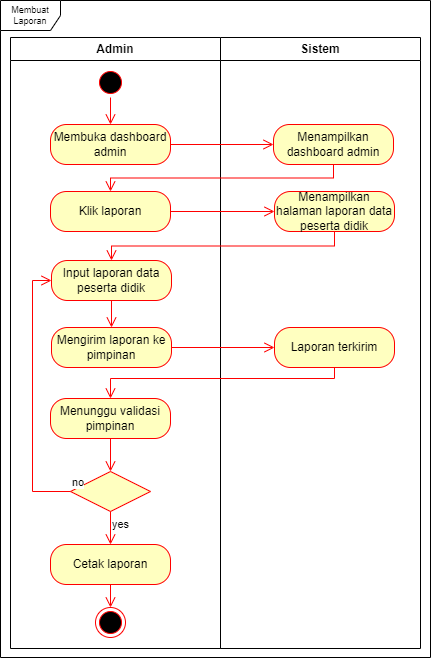 Membuat
Laporan
Admin
Sistem
Membuka dashboard
admin
Menampilkan
dashboard admin
Klik laporan
Menampilkan
halaman laporan data
peserta didik
Input laporan data
peserta didik
Mengirim laporan ke
pimpinan
Laporan terkirim
Menunggu validasi
pimpinan
no
yes
Cetak laporan